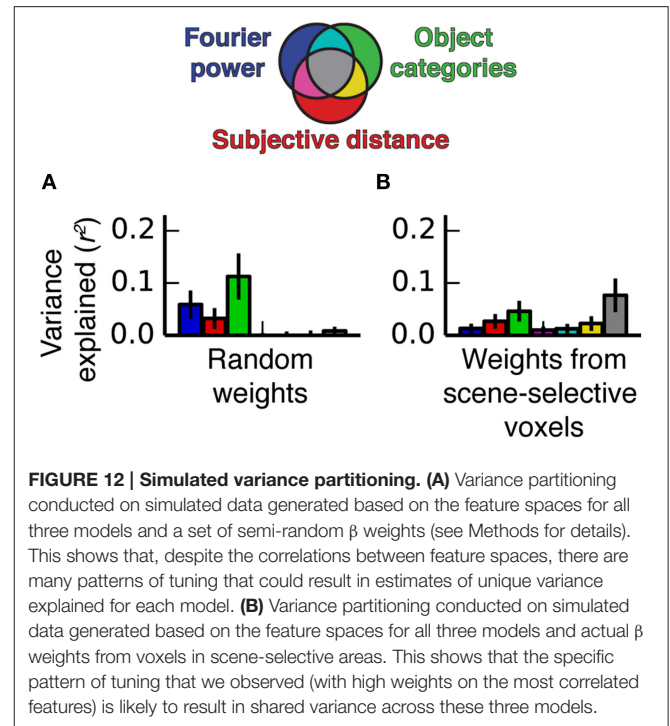 Fourier power
Object categories
Subjective distance
A
B
Variance explained (r²)
0.2
0.1
0.0
Random
weights
0.2
0.1
0.0
Weights from
scene-selective
voxels
FIGURE 12 | Simulated variance partitioning. (A) Variance partitioning
conducted on simulated data generated based on the feature spaces for all
three models and a set of semi-random β weights (see Methods for details).
This shows that, despite the correlations between feature spaces, there are
many patterns of tuning that could result in estimates of unique variance
explained for each model. (B) Variance partitioning conducted on simulated
data generated based on the feature spaces for all three models and actual β
weights from voxels in scene-selective areas. This shows that the specific
pattern of tuning that we observed (with high weights on the most correlated
features) is likely to result in shared variance across these three models.